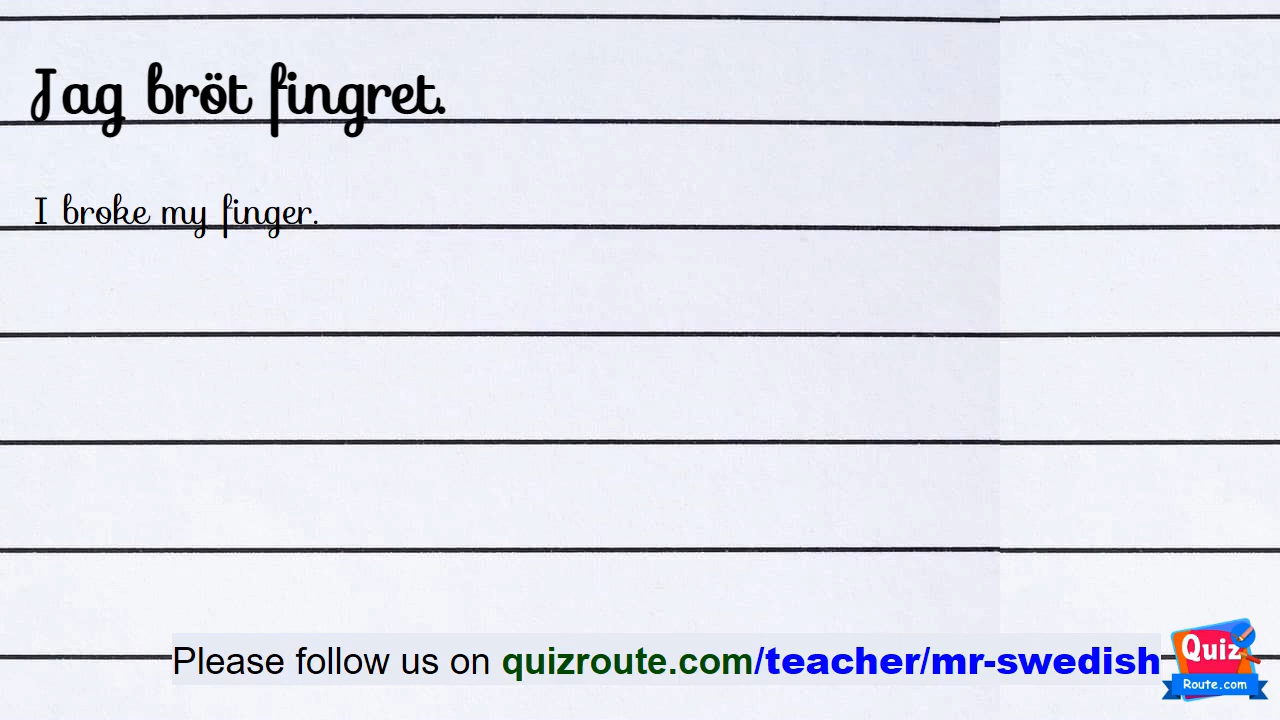 Jag bröt fingret.
I broke my finger.
Please follow us on quizroute.com/teacher/mr-swedish
Quiz
Route.com